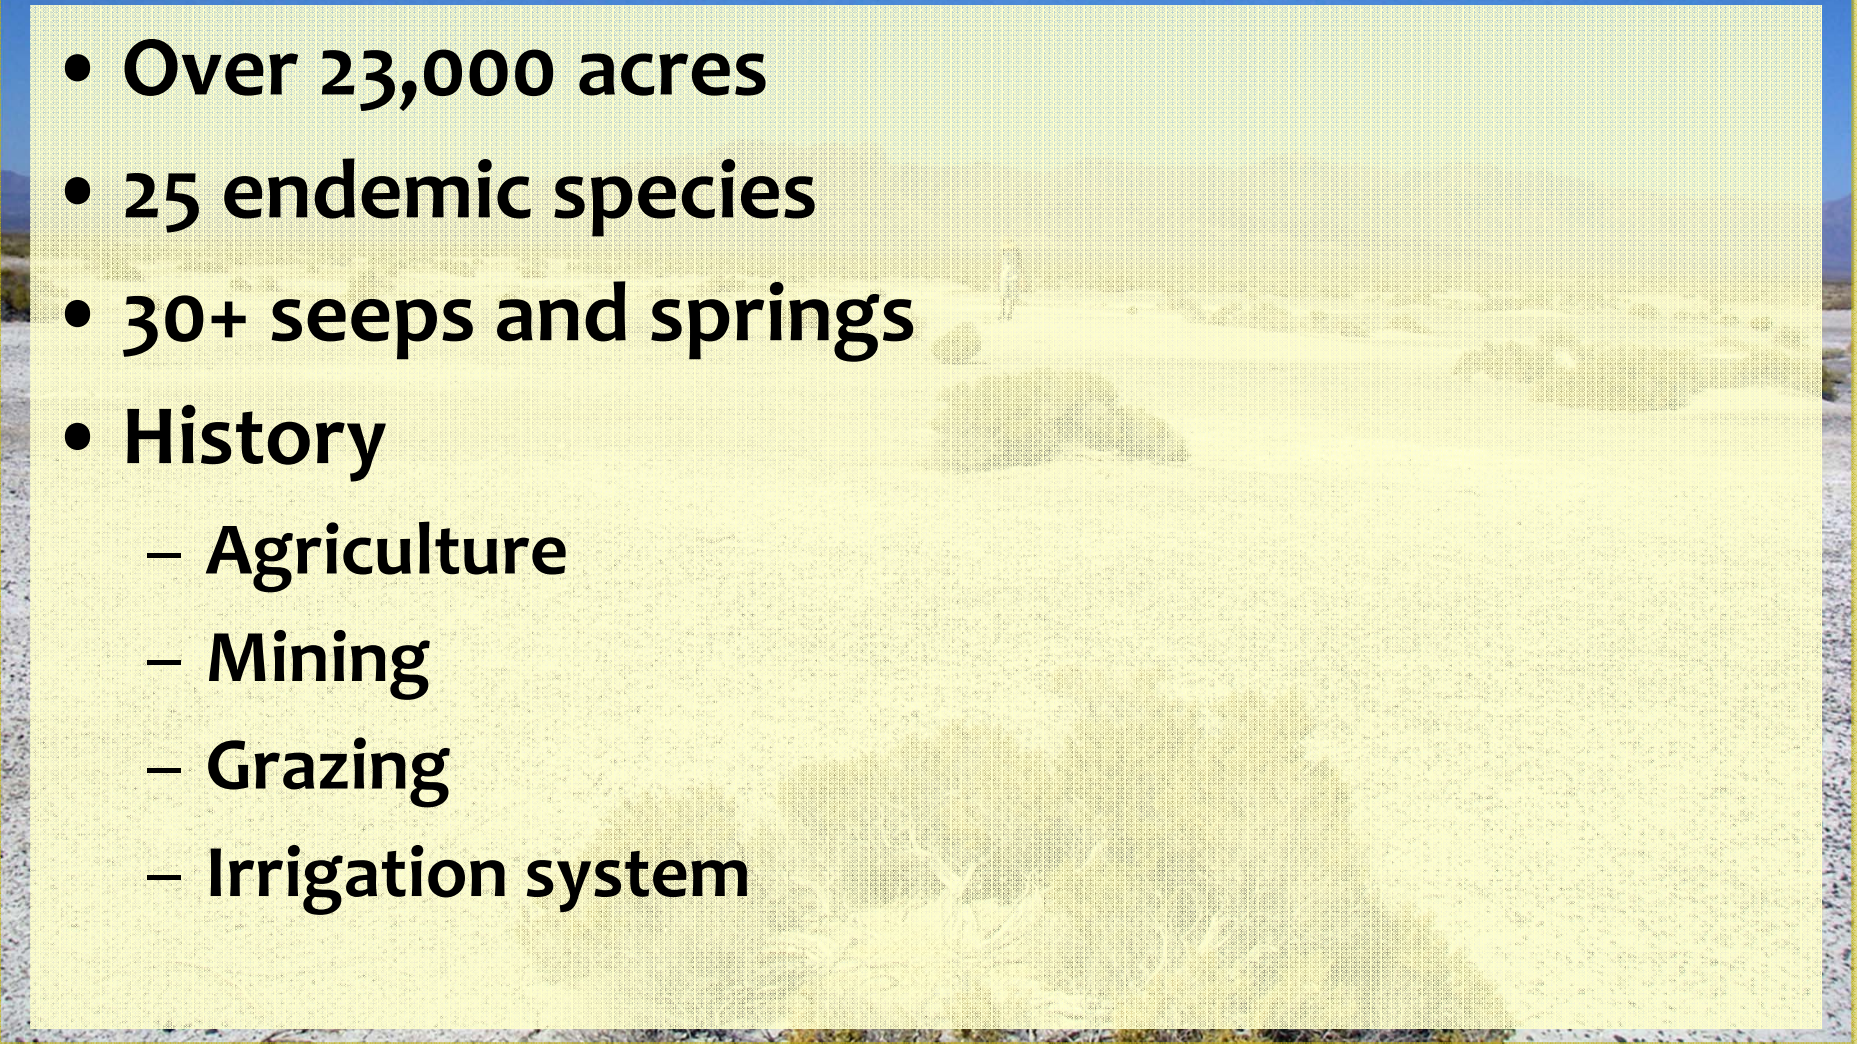 • Over 23,000 acres
• 25 endemic species
• 30+ seeps and springs
• History
– Agriculture
– Mining
– Grazing
– Irrigation system